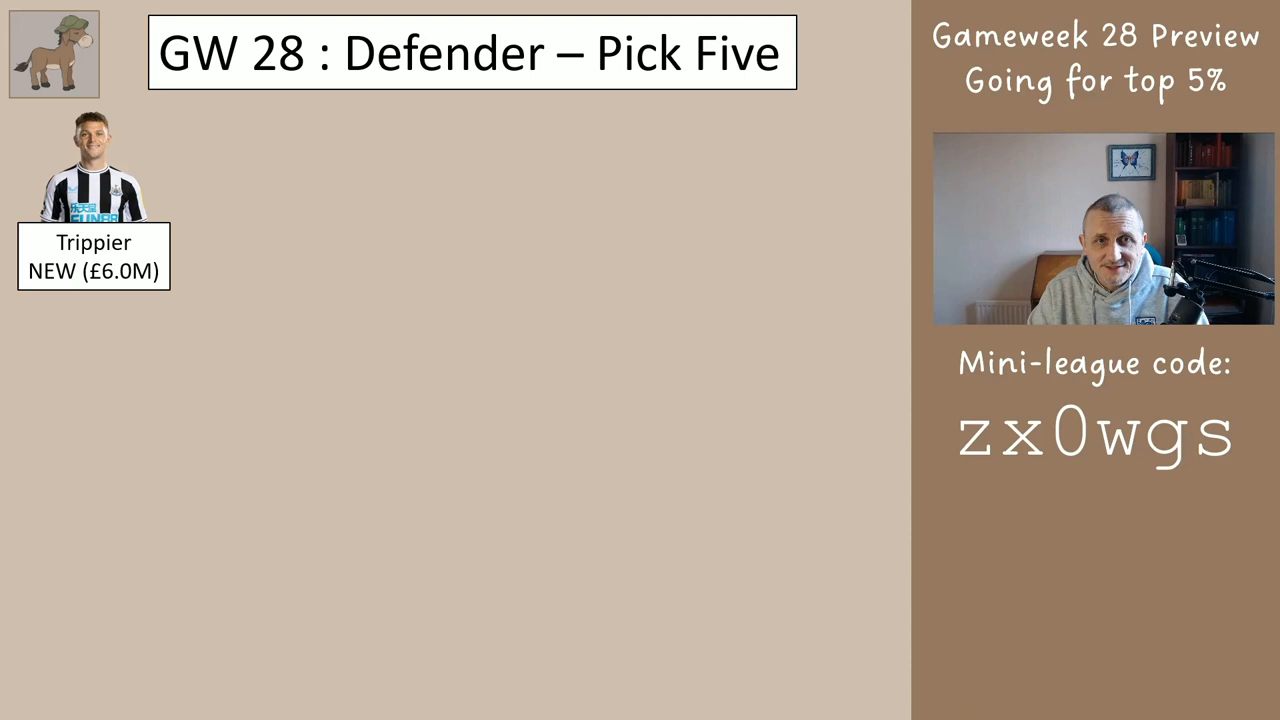 GW 28 : Defender – Pick Five
Trippier
NEW (£6.0M)
Gameweek 28 Preview
Going for top 5%
Mini-league code:
zx0wgs